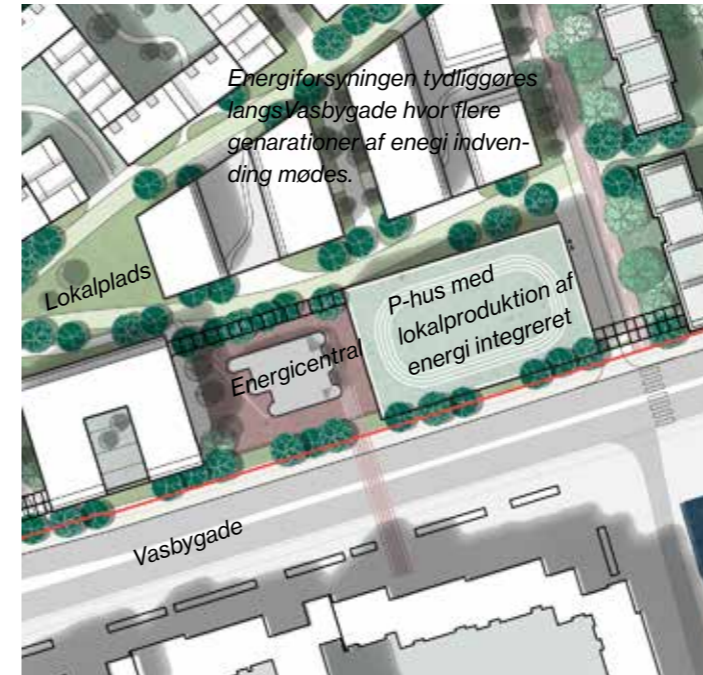 Energiforsyningen tydliggøres
langsVasbygade hvor flere
genarationer af enegi indven-
ding mødes.
Lokalplads
P-hus med
lokalproduktion af
energi integreret
Energicentral
Vasbygade